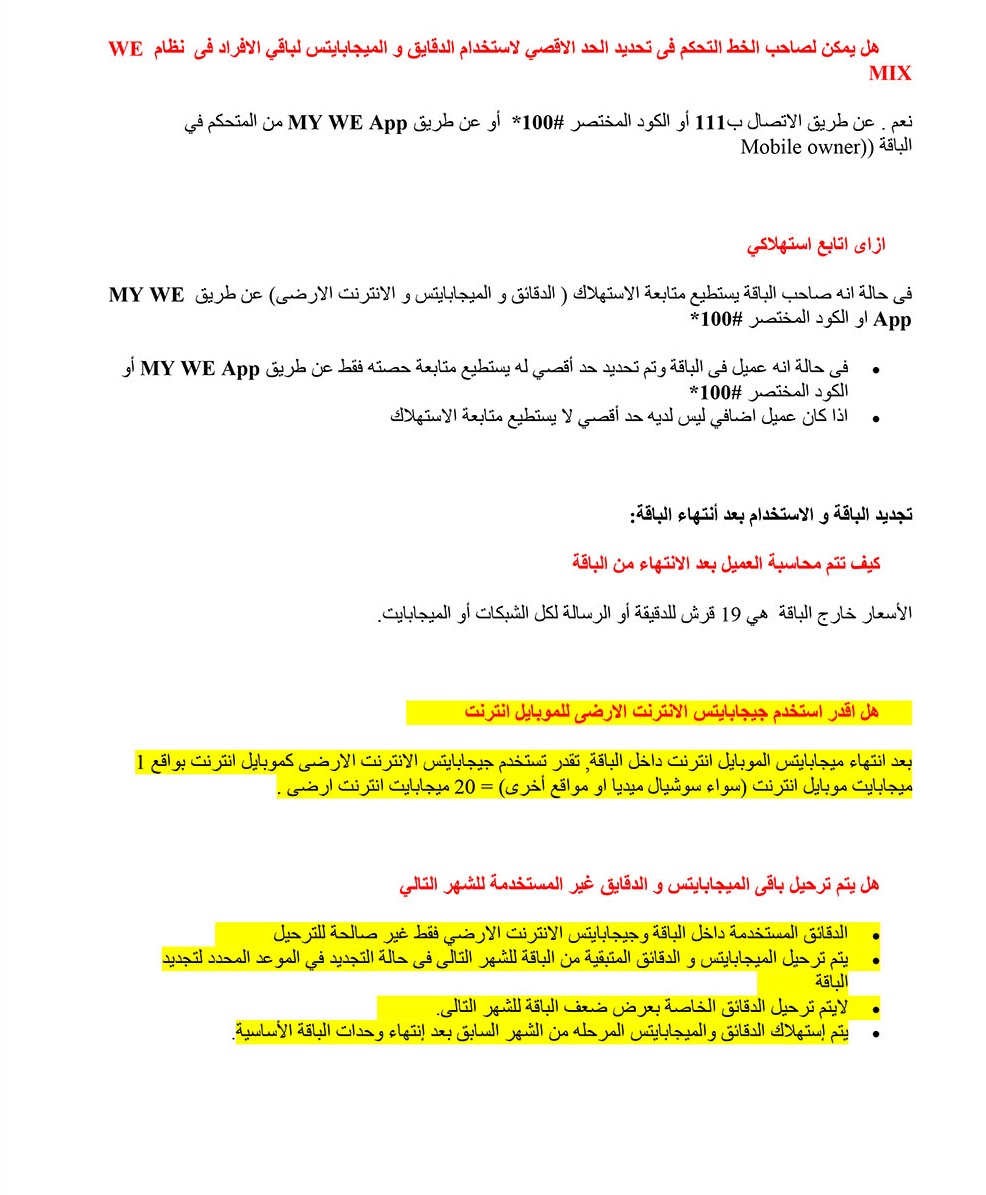 هل يمكن لصاحب الخط التحكم فى تحديد الحد الاقصي لاستخدام الدقايق و الميجابايتس لباقي الافراد فى نظام WE
MIX
نعم . عن طريق الاتصال ب111 أو الكود المختصر #100* أو عن طريق MY WE App من المتحكم في
الباقة ((Mobile owner
ازاى اتابع استهلاكي
فى حالة انه صاحب الباقة يستطيع متابعة الاستهلاك ( الدقائق و الميجابايتس و الانترنت الارضى) عن طريق MY WE
App او الكود المختصر #100*
• فى حالة انه عميل فى الباقة وتم تحديد حد أقصي له يستطيع متابعة حصته فقط عن طريق MY WE App أو
الكود المختصر #100*
• اذا كان عميل اضافي ليس لديه حد أقصي لا يستطيع متابعة الاستهلاك
تجديد الباقة و الاستخدام بعد أنتهاء الباقة:
كيف تتم محاسبة العميل بعد الانتهاء من الباقة
الأسعار خارج الباقة هي 19 قرش للدقيقة أو الرسالة لكل الشبكات أو الميجابايت.
هل اقدر استخدم جيجابايتس الانترنت الارضى للموبايل انترنت
بعد انتهاء ميجابايتس الموبايل انترنت داخل الباقة, تقدر تستخدم جيجابايتس الانترنت الارضى كموبايل انترنت بواقع 1
ميجابايت موبايل انترنت (سواء سوشيال ميديا او مواقع أخرى) = 20 ميجابايت انترنت ارضى .
هل يتم ترحيل باقى الميجابايتس و الدقايق غير المستخدمة للشهر التالي
• الدقائق المستخدمة داخل الباقة وجيجابايتس الانترنت الارضي فقط غير صالحة للترحيل
• يتم ترحيل الميجابايتس و الدقائق المتبقية من الباقة للشهر التالى فى حالة التجديد في الموعد المحدد لتجديد
الباقة
• لايتم ترحيل الدقائق الخاصة بعرض ضعف الباقة للشهر التالى.
• يتم إستهلاك الدقائق والميجابايتس المرحله من الشهر السابق بعد إنتهاء وحدات الباقة الأساسية.